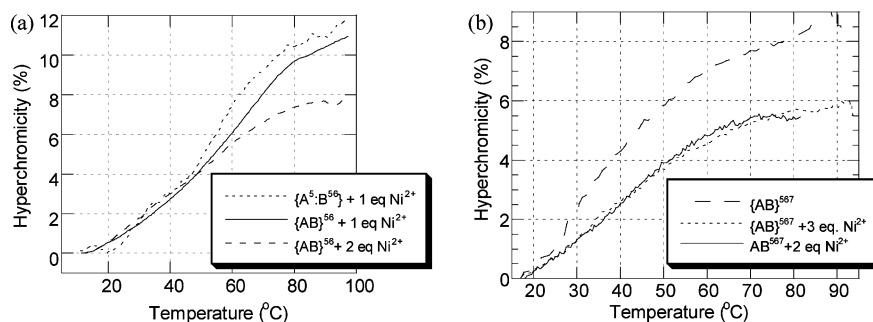 (a)
Hyperchromicity (%)
12
10
8
6
4
2
0
20 40 60 80 100
Temperature (°C)
{A⁵:B⁵⁶} + 1 eq Ni²⁺
{AB}⁵⁶ + 1 eq Ni²⁺
{AB}⁵⁶ + 2 eq Ni²⁺
(b)
Hyperchromicity (%)
8
6
4
2
0
20 30 40 50 60 70 80 90
Temperature (°C)
{AB}⁵⁶⁷
{AB}⁵⁶⁷ +3 eq. Ni²⁺
AB⁵⁶⁷ +2 eq Ni²⁺